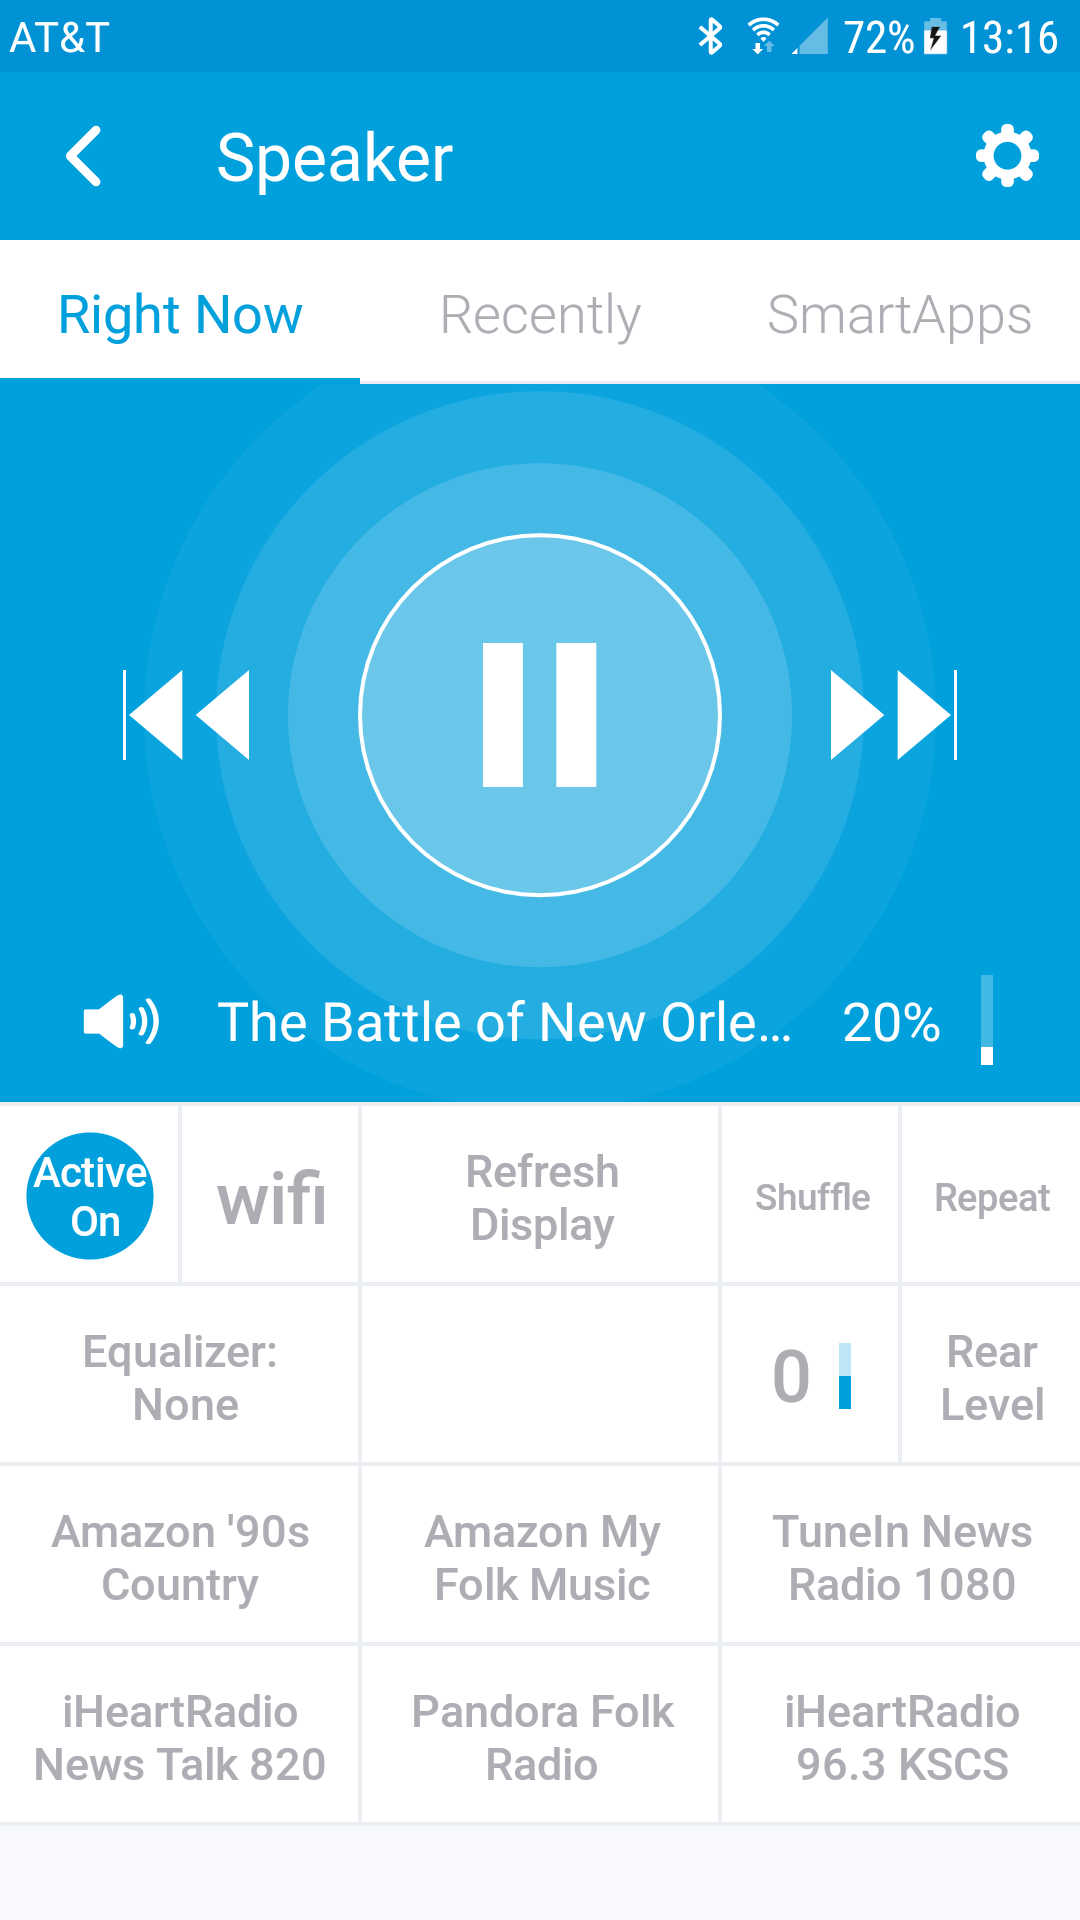 AT&T 72% 13:16
Speaker
Right Now Recently SmartApps
The Battle of New Orle... 20%
Active
On
wifi
Refresh
Display
Shuffle
Repeat
Equalizer:
None
0
Rear
Level
Amazon '90s
Country
Amazon My
Folk Music
TuneIn News
Radio 1080
iHeartRadio
News Talk 820
Pandora Folk
Radio
iHeartRadio
96.3 KSCS